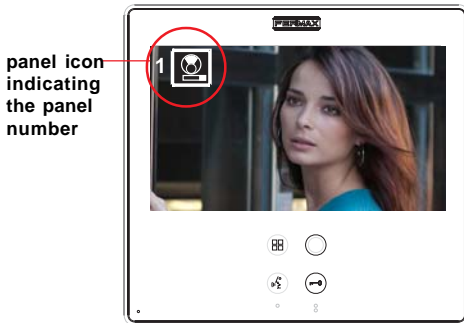 FERMAX
panel icon
indicating
the panel
number
1